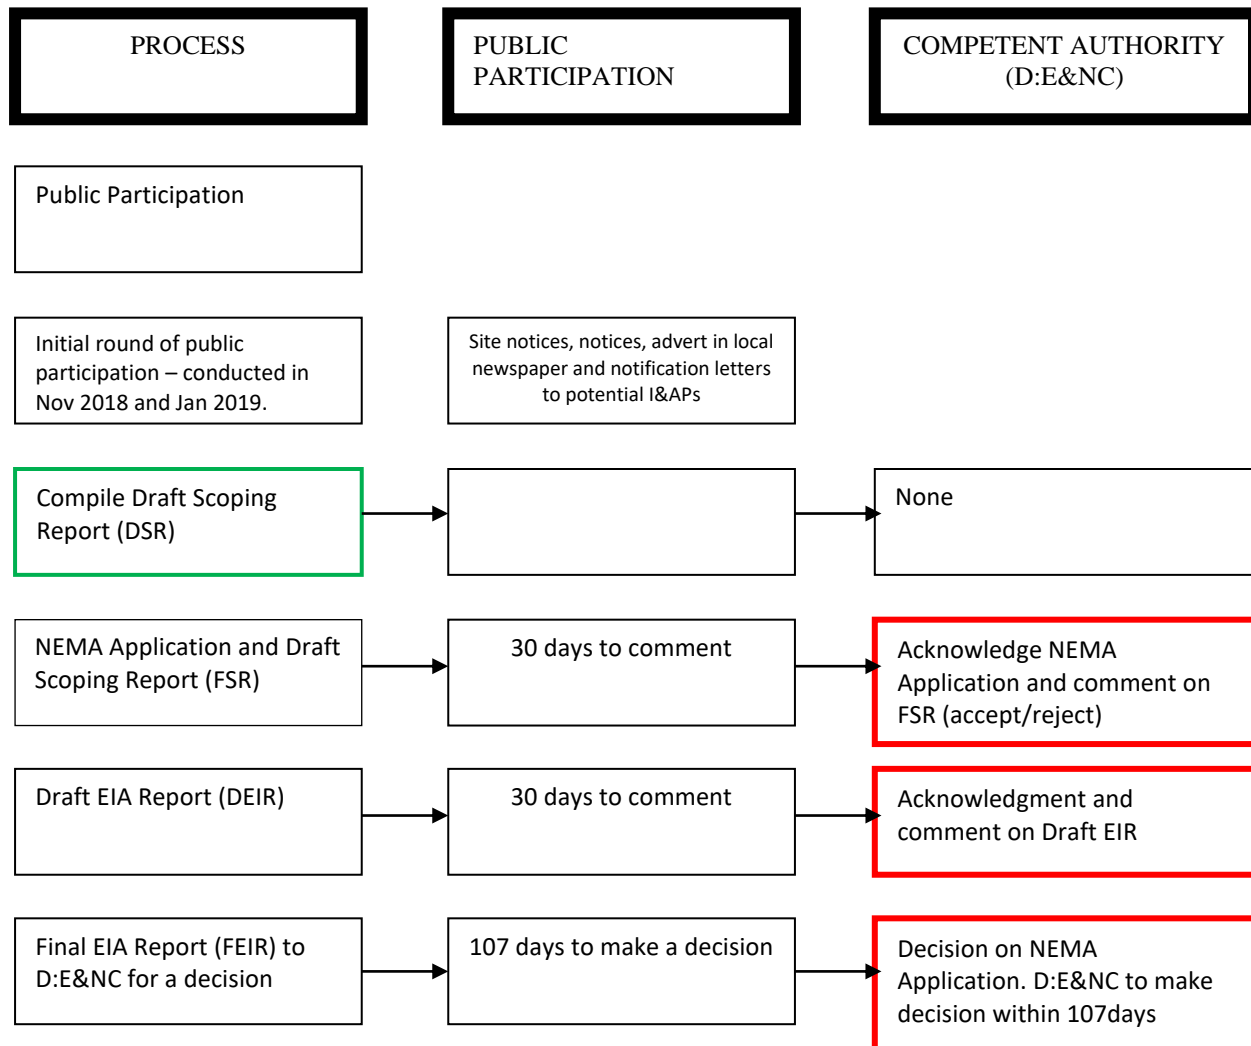 PROCESS
PUBLIC
PARTICIPATION
COMPETENT AUTHORITY
(D:E&NC)
Public Participation
Initial round of public
participation – conducted in
Nov 2018 and Jan 2019.
Site notices, notices, advert in local
newspaper and notification letters
to potential I&APs
Compile Draft Scoping
Report (DSR)
None
NEMA Application and Draft
Scoping Report (FSR)
30 days to comment
Acknowledge NEMA
Application and comment on
FSR (accept/reject)
Draft EIA Report (DEIR)
30 days to comment
Acknowledgment and
comment on Draft EIR
Final EIA Report (FEIR) to
D:E&NC for a decision
107 days to make a decision
Decision on NEMA
Application. D:E&NC to make
decision within 107days